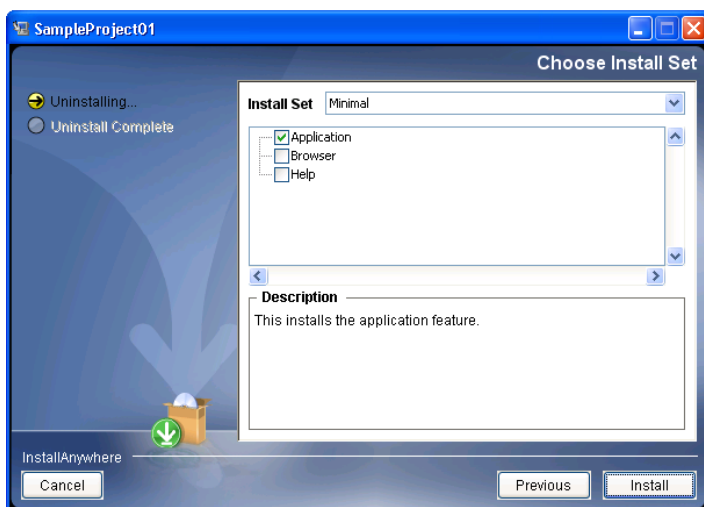 SampleProject01
Choose Install Set
Uninstalling...
Uninstall Complete
Install Set Minimal
Application
Browser
Help
Description
This installs the application feature.
InstallAnywhere
Cancel Previous Install